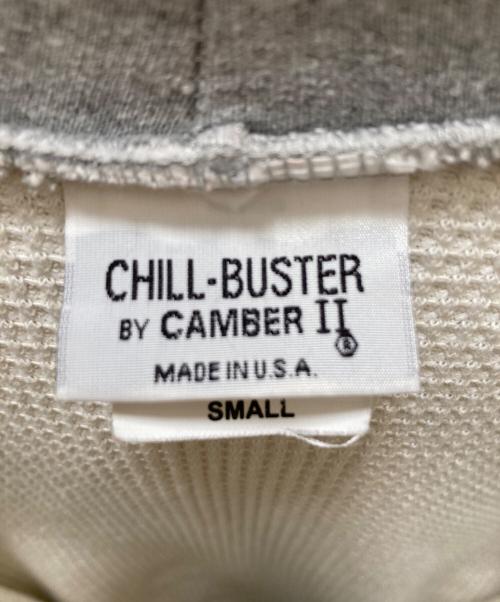 CHILL-BUSTER
BY CAMBER II ®
MADE IN U.S.A.
SMALL